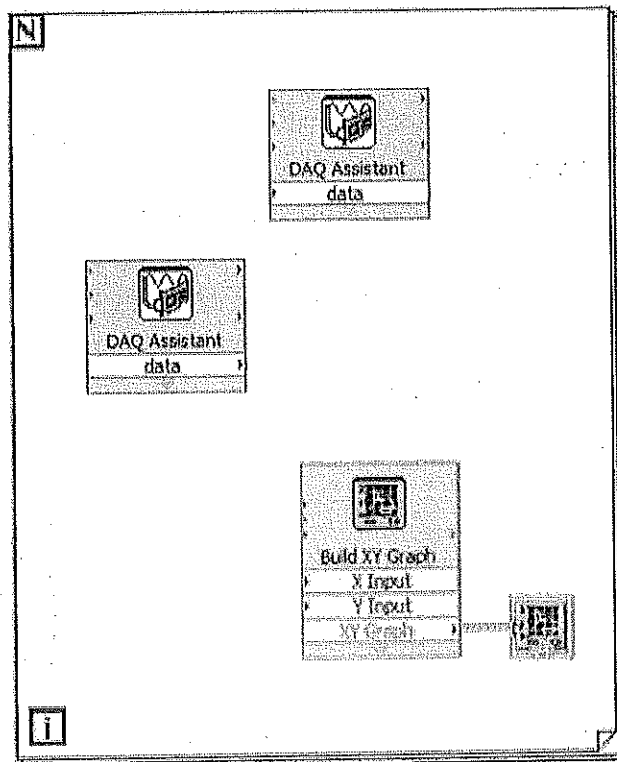 N
DAQ Assistant
data
DAQ Assistant
data
Build XY Graph
X Input
Y Input
XY Graph
i